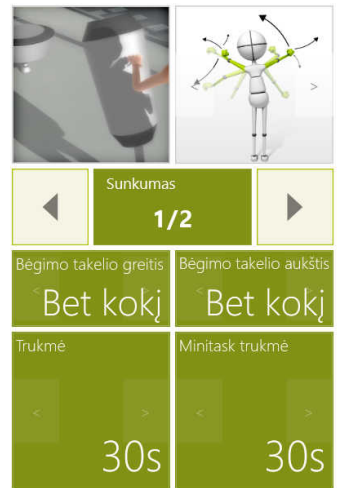 Sunkumas
1/2
Bėgimo takelio greitis
Bet kokį
Bėgimo takelio aukštis
Bet kokį
Trukmė
30s
Minitask trukmė
30s